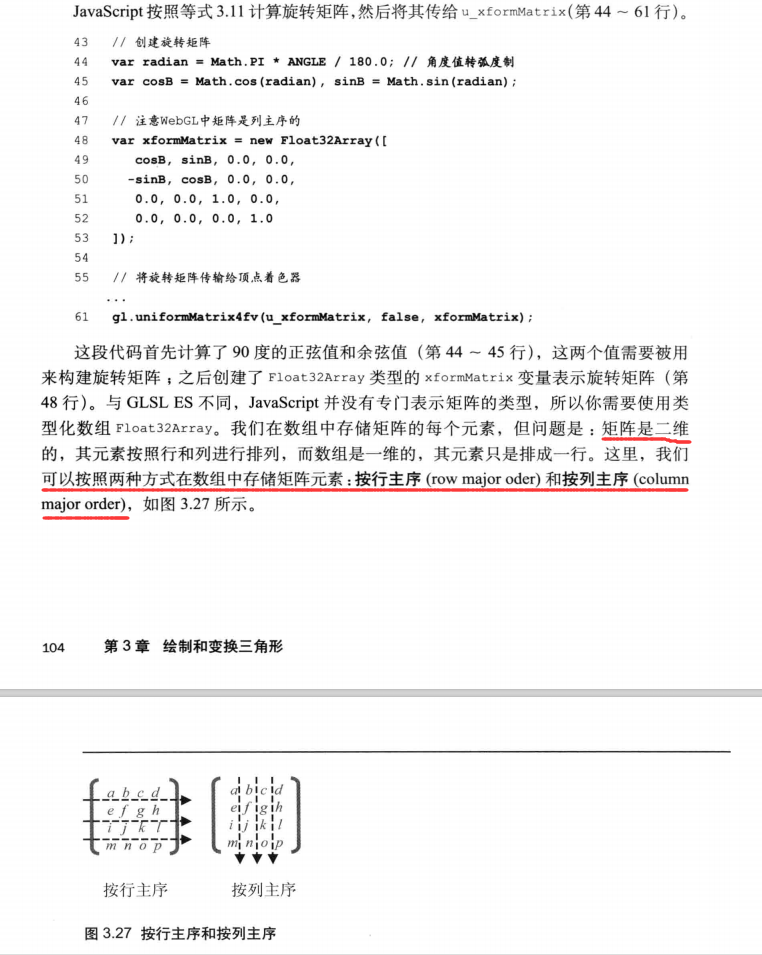 JavaScript 按照等式 3.11 计算旋转矩阵,然后将其传给 u_xformMatrix(第 44 ~ 61 行)。
43 // 创建旋转矩阵
44 var radian = Math.PI * ANGLE / 180.0; // 角度值转弧度制
45 var cosB = Math.cos(radian), sinB = Math.sin(radian);
46
47 // 注意WebGL中矩阵是列主序的
48 var xformMatrix = new Float32Array([
49 cosB, sinB, 0.0, 0.0,
50 -sinB, cosB, 0.0, 0.0,
51 0.0, 0.0, 1.0, 0.0,
52 0.0, 0.0, 0.0, 1.0
53 ]);
54
55 // 将旋转矩阵传输给顶点着色器
...
61 gl.uniformMatrix4fv(u_xformMatrix, false, xformMatrix);
这段代码首先计算了 90 度的正弦值和余弦值（第 44 ~ 45 行），这两个值需要被用
来构建旋转矩阵；之后创建了 Float32Array 类型的 xformMatrix 变量表示旋转矩阵（第
48 行）。与 GLSL ES 不同，JavaScript 并没有专门表示矩阵的类型，所以你需要使用类
型化数组 Float32Array。我们在数组中存储矩阵的每个元素，但问题是：矩阵是二维
的，其元素按照行和列进行排列，而数组是一维的，其元素只是排成一行。这里，我们
可以按照两种方式在数组中存储矩阵元素：按行主序 (row major oder) 和按列主序 (column
major order)，如图 3.27 所示。
104 第 3 章 绘制和变换三角形
a b c d a b c d
e f g h e f g h
i j k l i j k l
m n o p m n o p
按行主序 按列主序
图 3.27 按行主序和按列主序